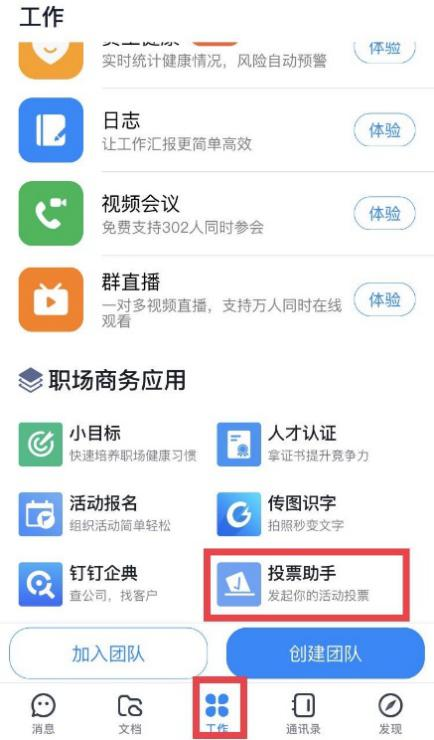 工作
员工健康
实时统计健康情况，风险自动预警
体验
日志
让工作汇报更简单高效
体验
视频会议
免费支持302人同时参会
体验
群直播
一对多视频直播，支持万人同时在线
观看
体验
职场商务应用
小目标
快速培养职场健康习惯
人才认证
拿证书提升竞争力
活动报名
组织活动简单轻松
传图识字
拍照秒变文字
钉钉企典
查公司，找客户
投票助手
发起你的活动投票
加入团队
创建团队
消息
文档
工作
通讯录
发现